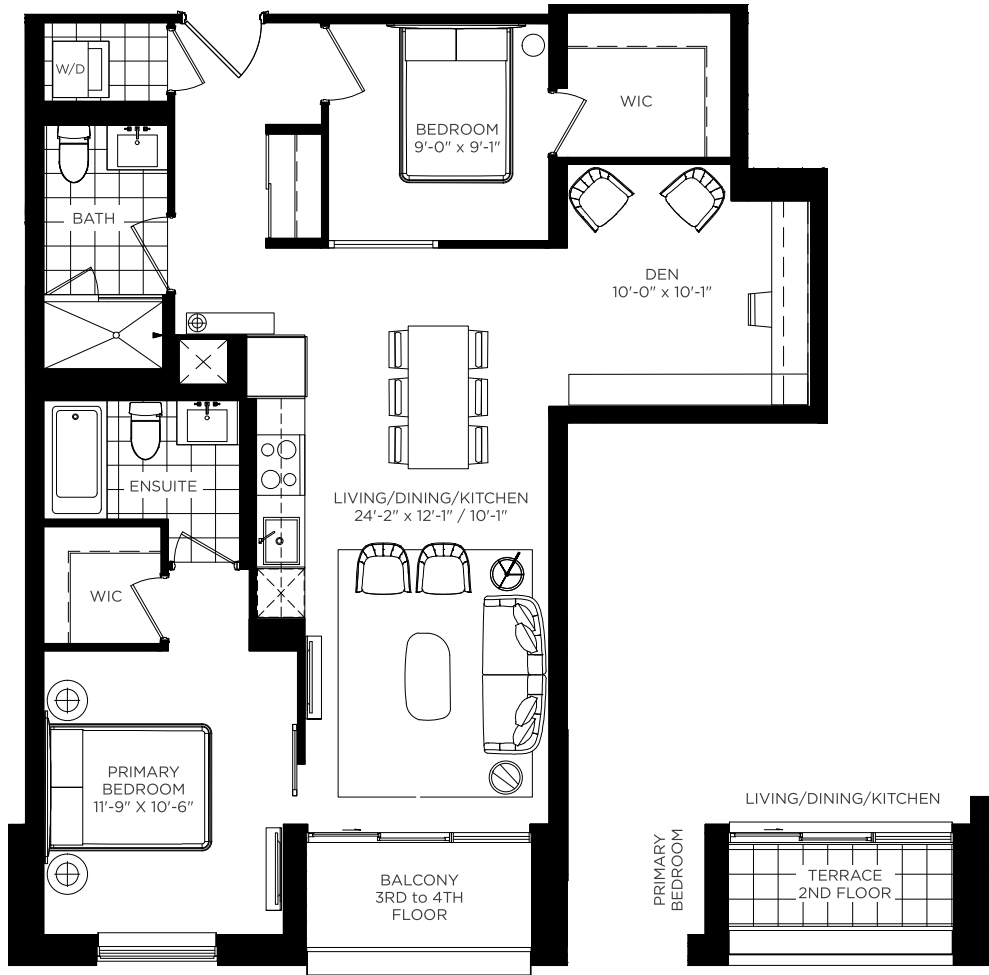 W/D
BEDROOM
9'-0" x 9'-1"
WIC
BATH
DEN
10'-0" x 10'-1"
ENSUITE
LIVING/DINING/KITCHEN
24'-2" x 12'-1" / 10'-1"
WIC
PRIMARY
BEDROOM
11'-9" X 10'-6"
BALCONY
3RD to 4TH
FLOOR
LIVING/DINING/KITCHEN
PRIMARY
BEDROOM
TERRACE
2ND FLOOR